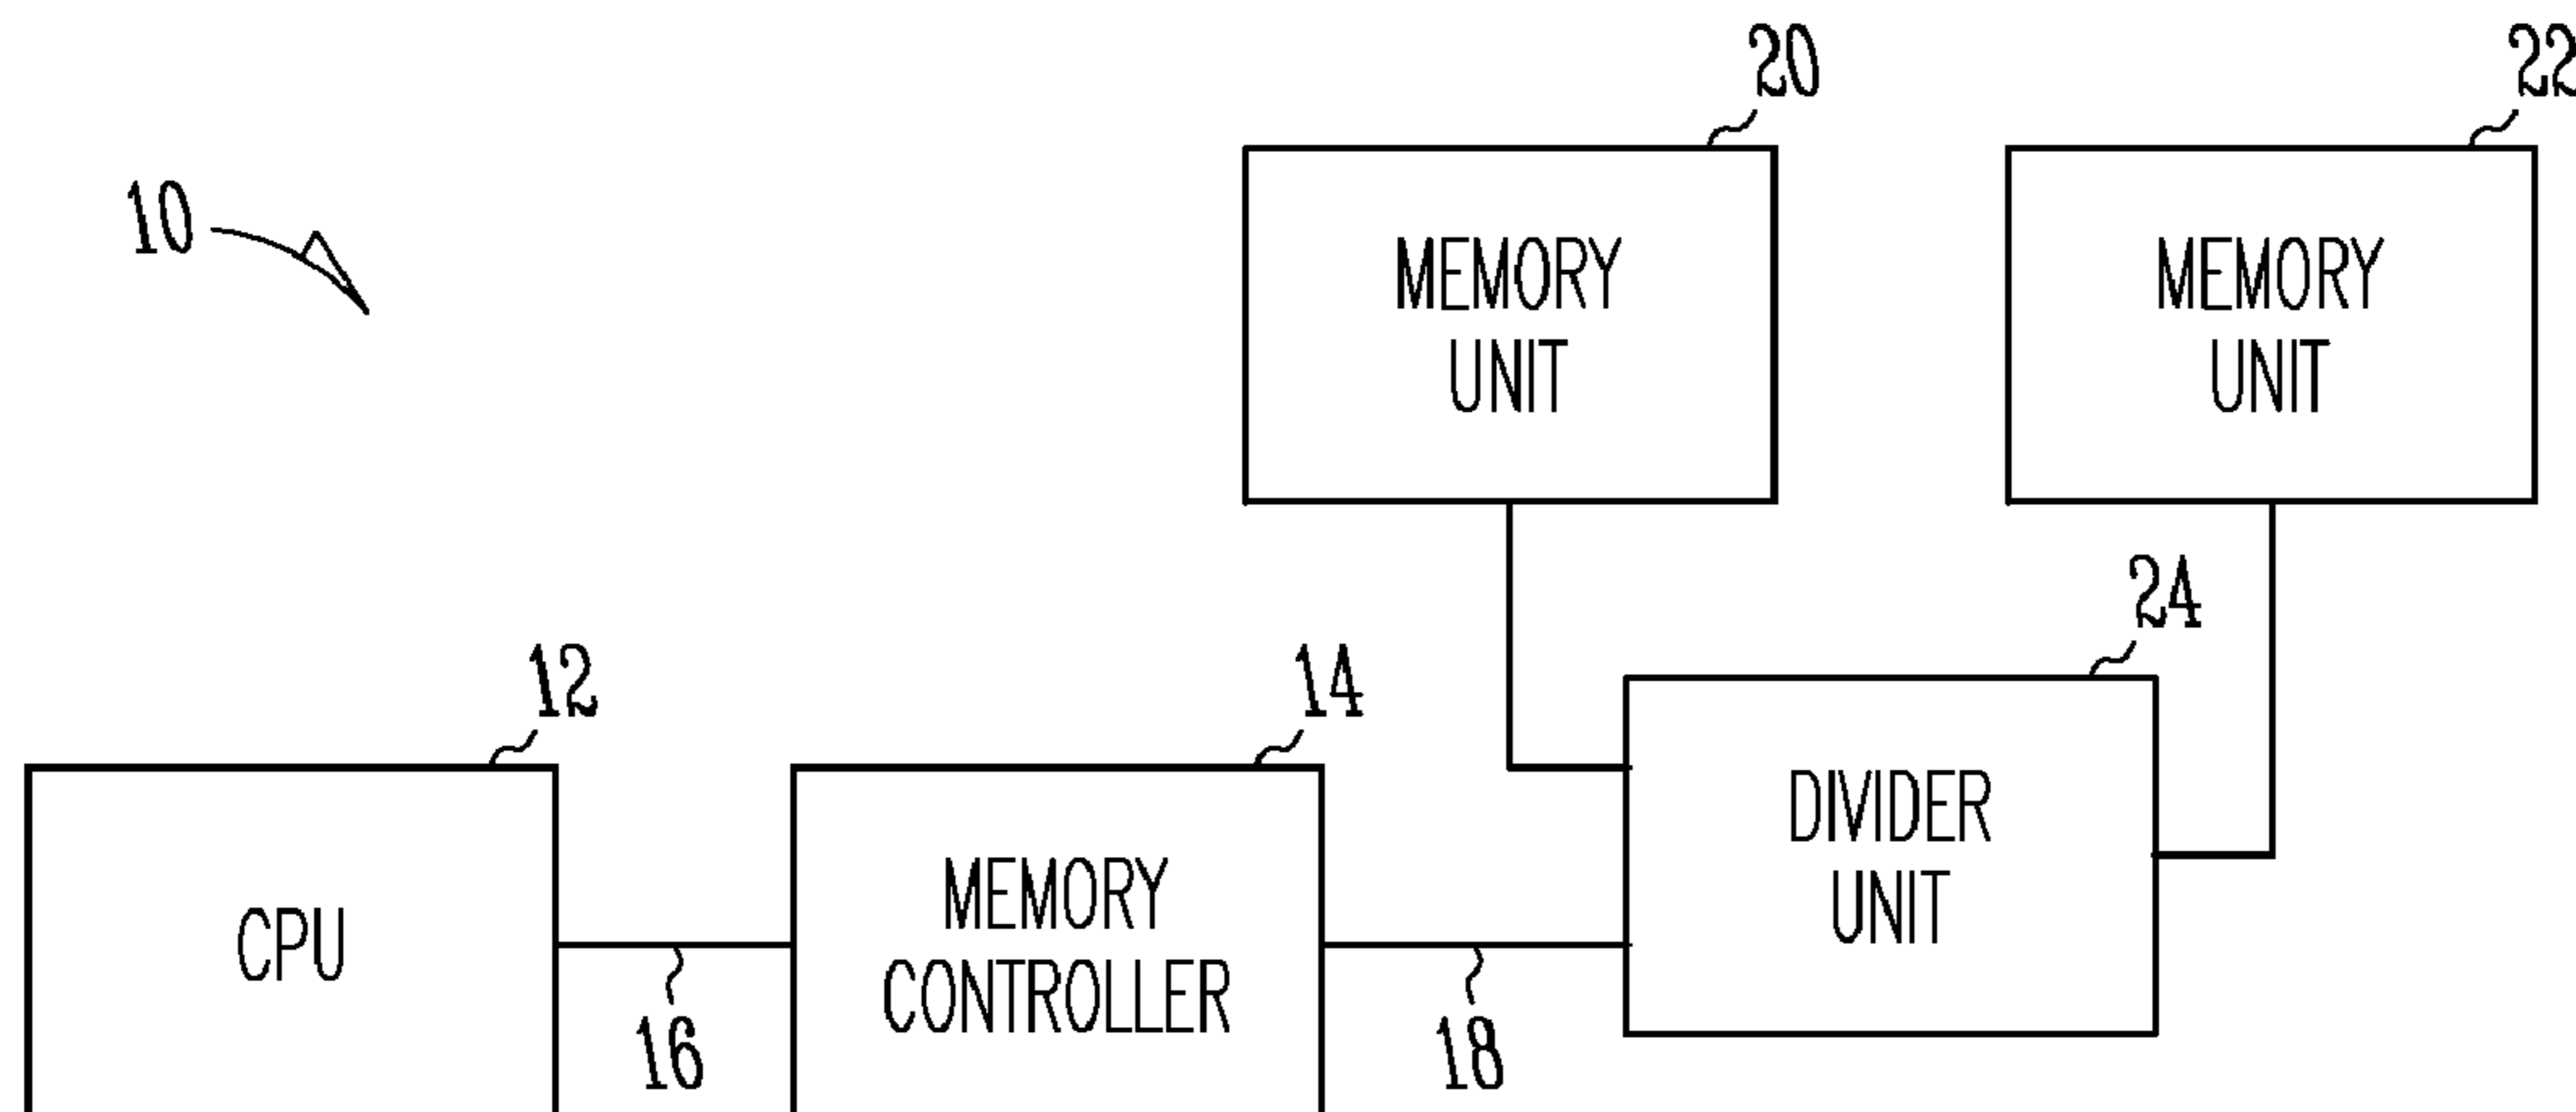 20
22
10
MEMORY
UNIT
MEMORY
UNIT
24
12
14
DIVIDER
UNIT
CPU
MEMORY
CONTROLLER
16
18